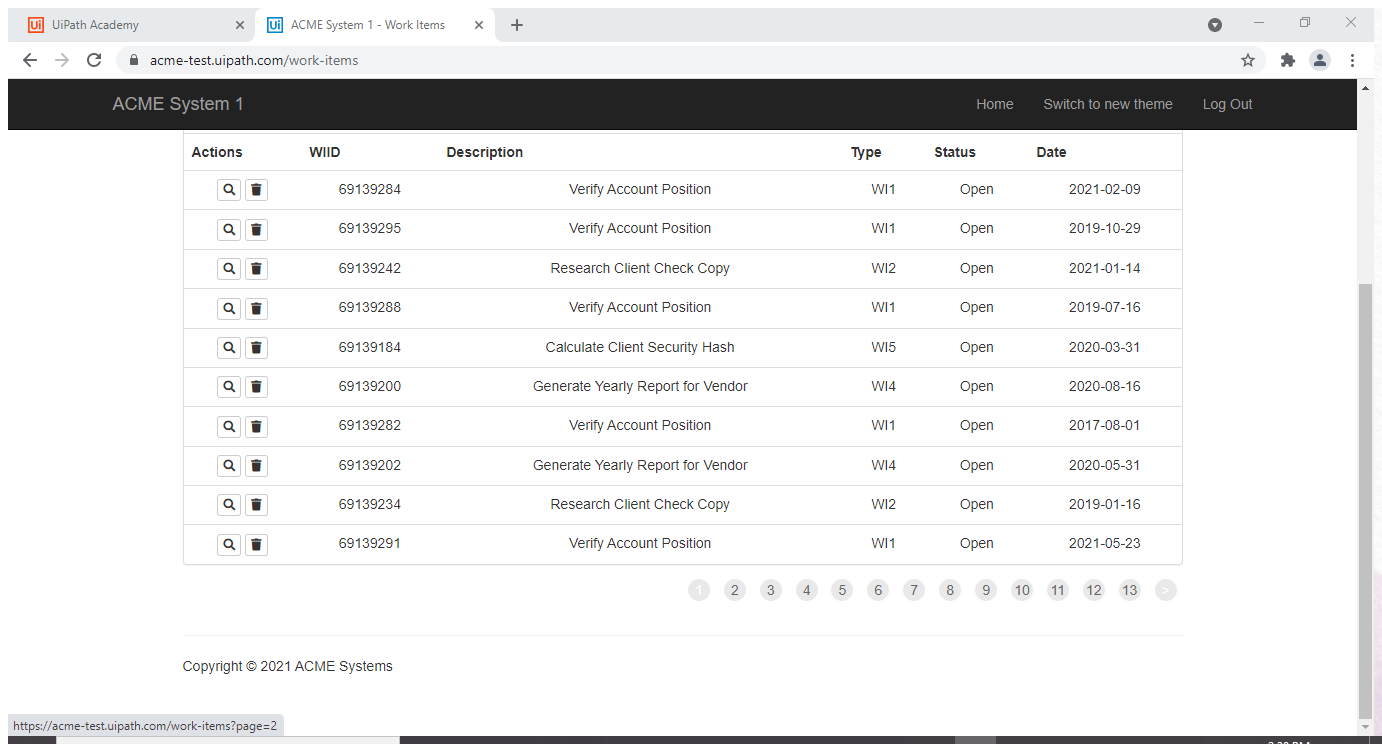 UiPath Academy
ACME System 1 - Work Items
acme-test.uipath.com/work-items
ACME System 1 Home Switch to new theme Log Out
Actions WIID Description Type Status Date
69139284 Verify Account Position WI1 Open 2021-02-09
69139295 Verify Account Position WI1 Open 2019-10-29
69139242 Research Client Check Copy WI2 Open 2021-01-14
69139288 Verify Account Position WI1 Open 2019-07-16
69139184 Calculate Client Security Hash WI5 Open 2020-03-31
69139200 Generate Yearly Report for Vendor WI4 Open 2020-08-16
69139282 Verify Account Position WI1 Open 2017-08-01
69139202 Generate Yearly Report for Vendor WI4 Open 2020-05-31
69139234 Research Client Check Copy WI2 Open 2019-01-16
69139291 Verify Account Position WI1 Open 2021-05-23
1 2 3 4 5 6 7 8 9 10 11 12 13 >
Copyright © 2021 ACME Systems
https://acme-test.uipath.com/work-items?page=2